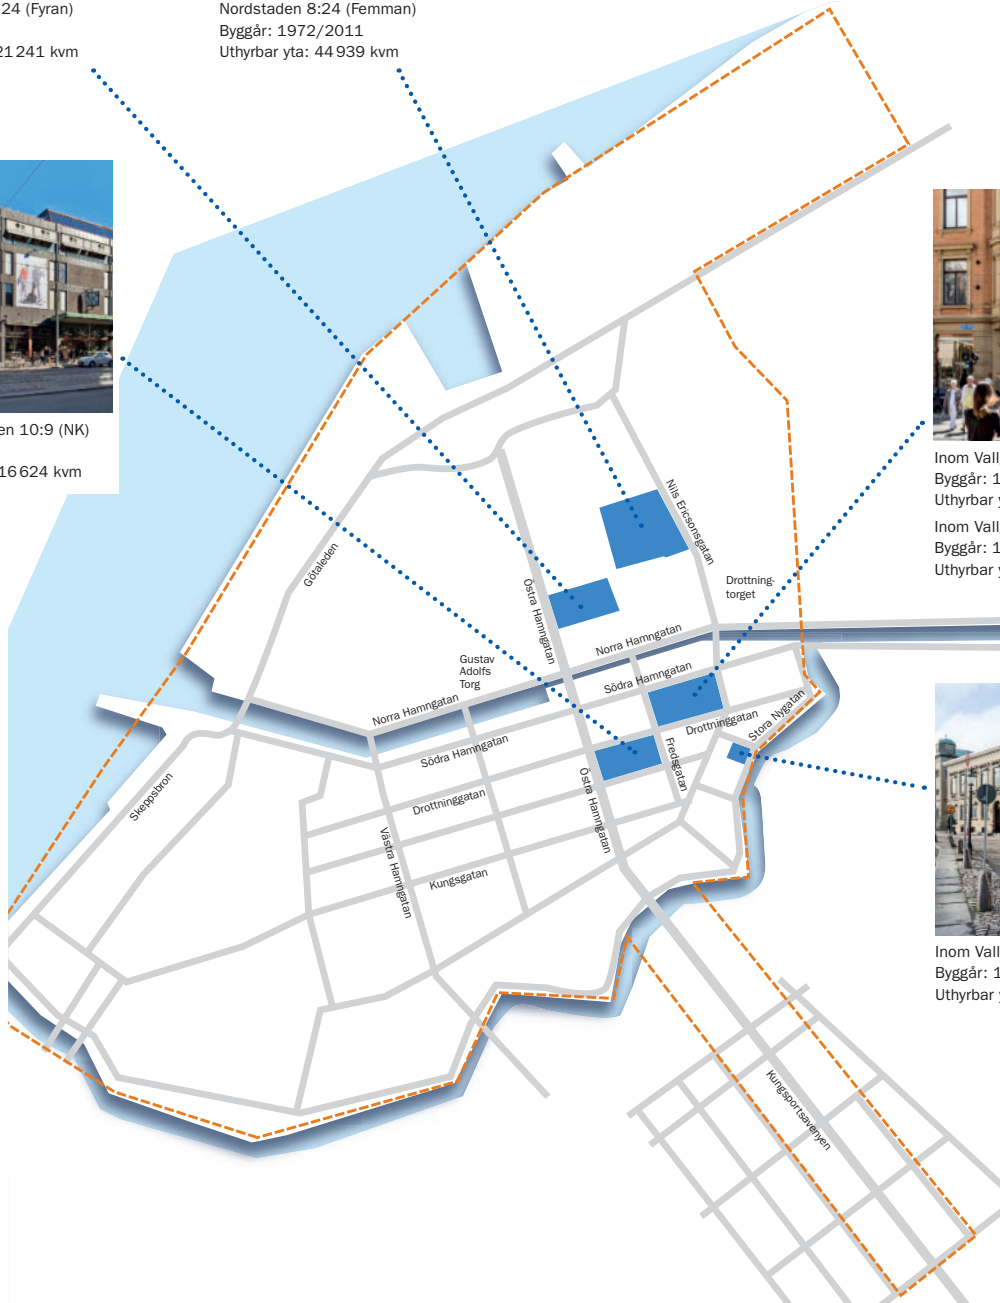 24 (Fyran)
21 241 kvm
Nordstaden 8:24 (Femman)
Byggår: 1972/2011
Uthyrbar yta: 44 939 kvm
en 10:9 (NK)
16 624 kvm
Inom Vall
Byggår: 1
Uthyrbar y
Inom Vall
Byggår: 1
Uthyrbar y
Inom Vall
Byggår: 1
Uthyrbar y
Götaleden
Nils Ericsonsgatan
Östra Hamngatan
Drottning-
torget
Norra Hamngatan
Gustav
Adolfs
Torg
Södra Hamngatan
Norra Hamngatan
Drottninggatan
Stora Nygatan
Södra Hamngatan
Fredsgatan
Östra Hamngatan
Skeppsbron
Drottninggatan
Västra Hamngatan
Kungsgatan
Kungsportsavenyen